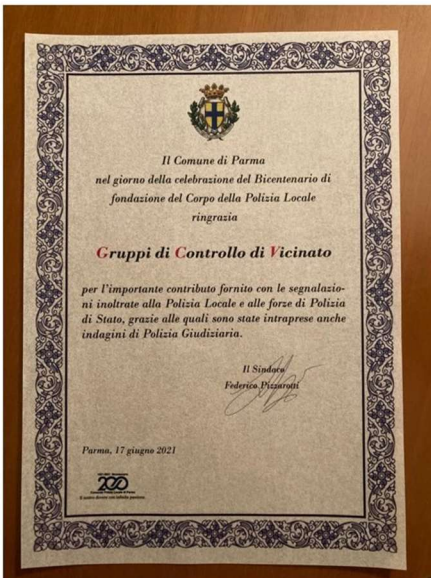 Il Comune di Parma
nel giorno della celebrazione del Bicentenario di
fondazione del Corpo della Polizia Locale
ringrazia
Gruppi di Controllo di Vicinato
per l'importante contributo fornito con le segnalazio-
ni inoltrate alla Polizia Locale e alle forze di Polizia
di Stato, grazie alle quali sono state intraprese anche
indagini di Polizia Giudiziaria.
Il Sindaco
Federico Pizzarotti
Parma, 17 giugno 2021
200